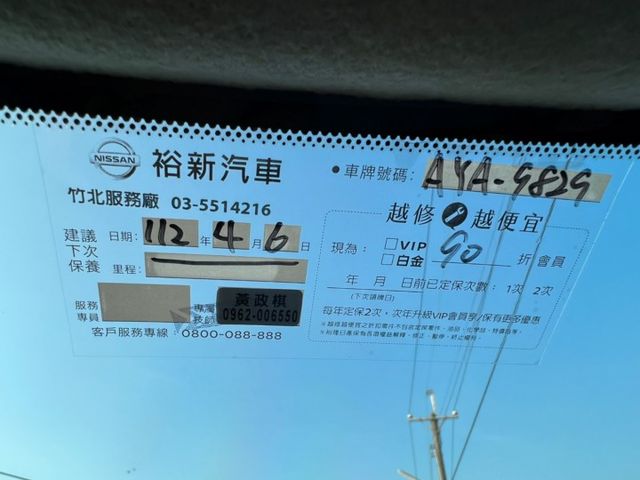 NISSAN 裕新汽車
竹北服務廠 03-5514216
建議下次保養
日期: 112 年 4 月 6 日
里程:
服務專員
專屬技師 黃政棋
0962-006550
客戶服務專線：0800-088-888
•車牌號碼: AYA-9829
越修 越便宜
現為: □VIP
□白金 90 折 會員
年 月 日前已定保次數: 1次 2次
(下次請機日)
每年定保2次，次年升級VIP會員享/保有更多優惠